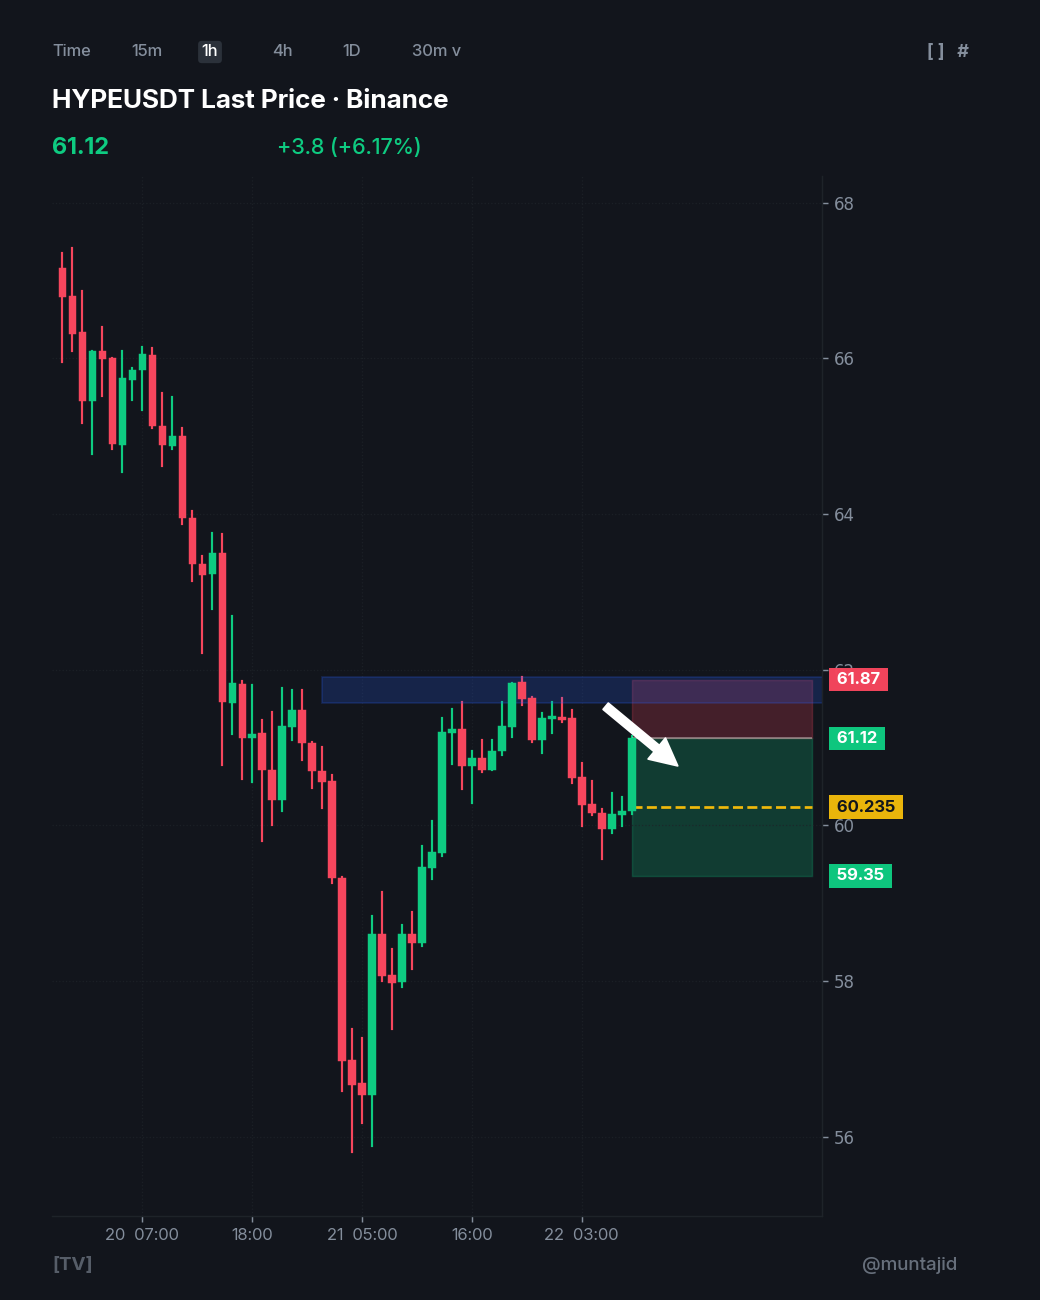 Time 15m 1h 4h 1D 30m v [ ] #
HYPEUSDT Last Price · Binance
61.12 +3.8 (+6.17%)
68
66
64
62
61.87
61.12
60.235
60
59.35
58
56
20 07:00 18:00 21 05:00 16:00 22 03:00
[TV] @muntajid